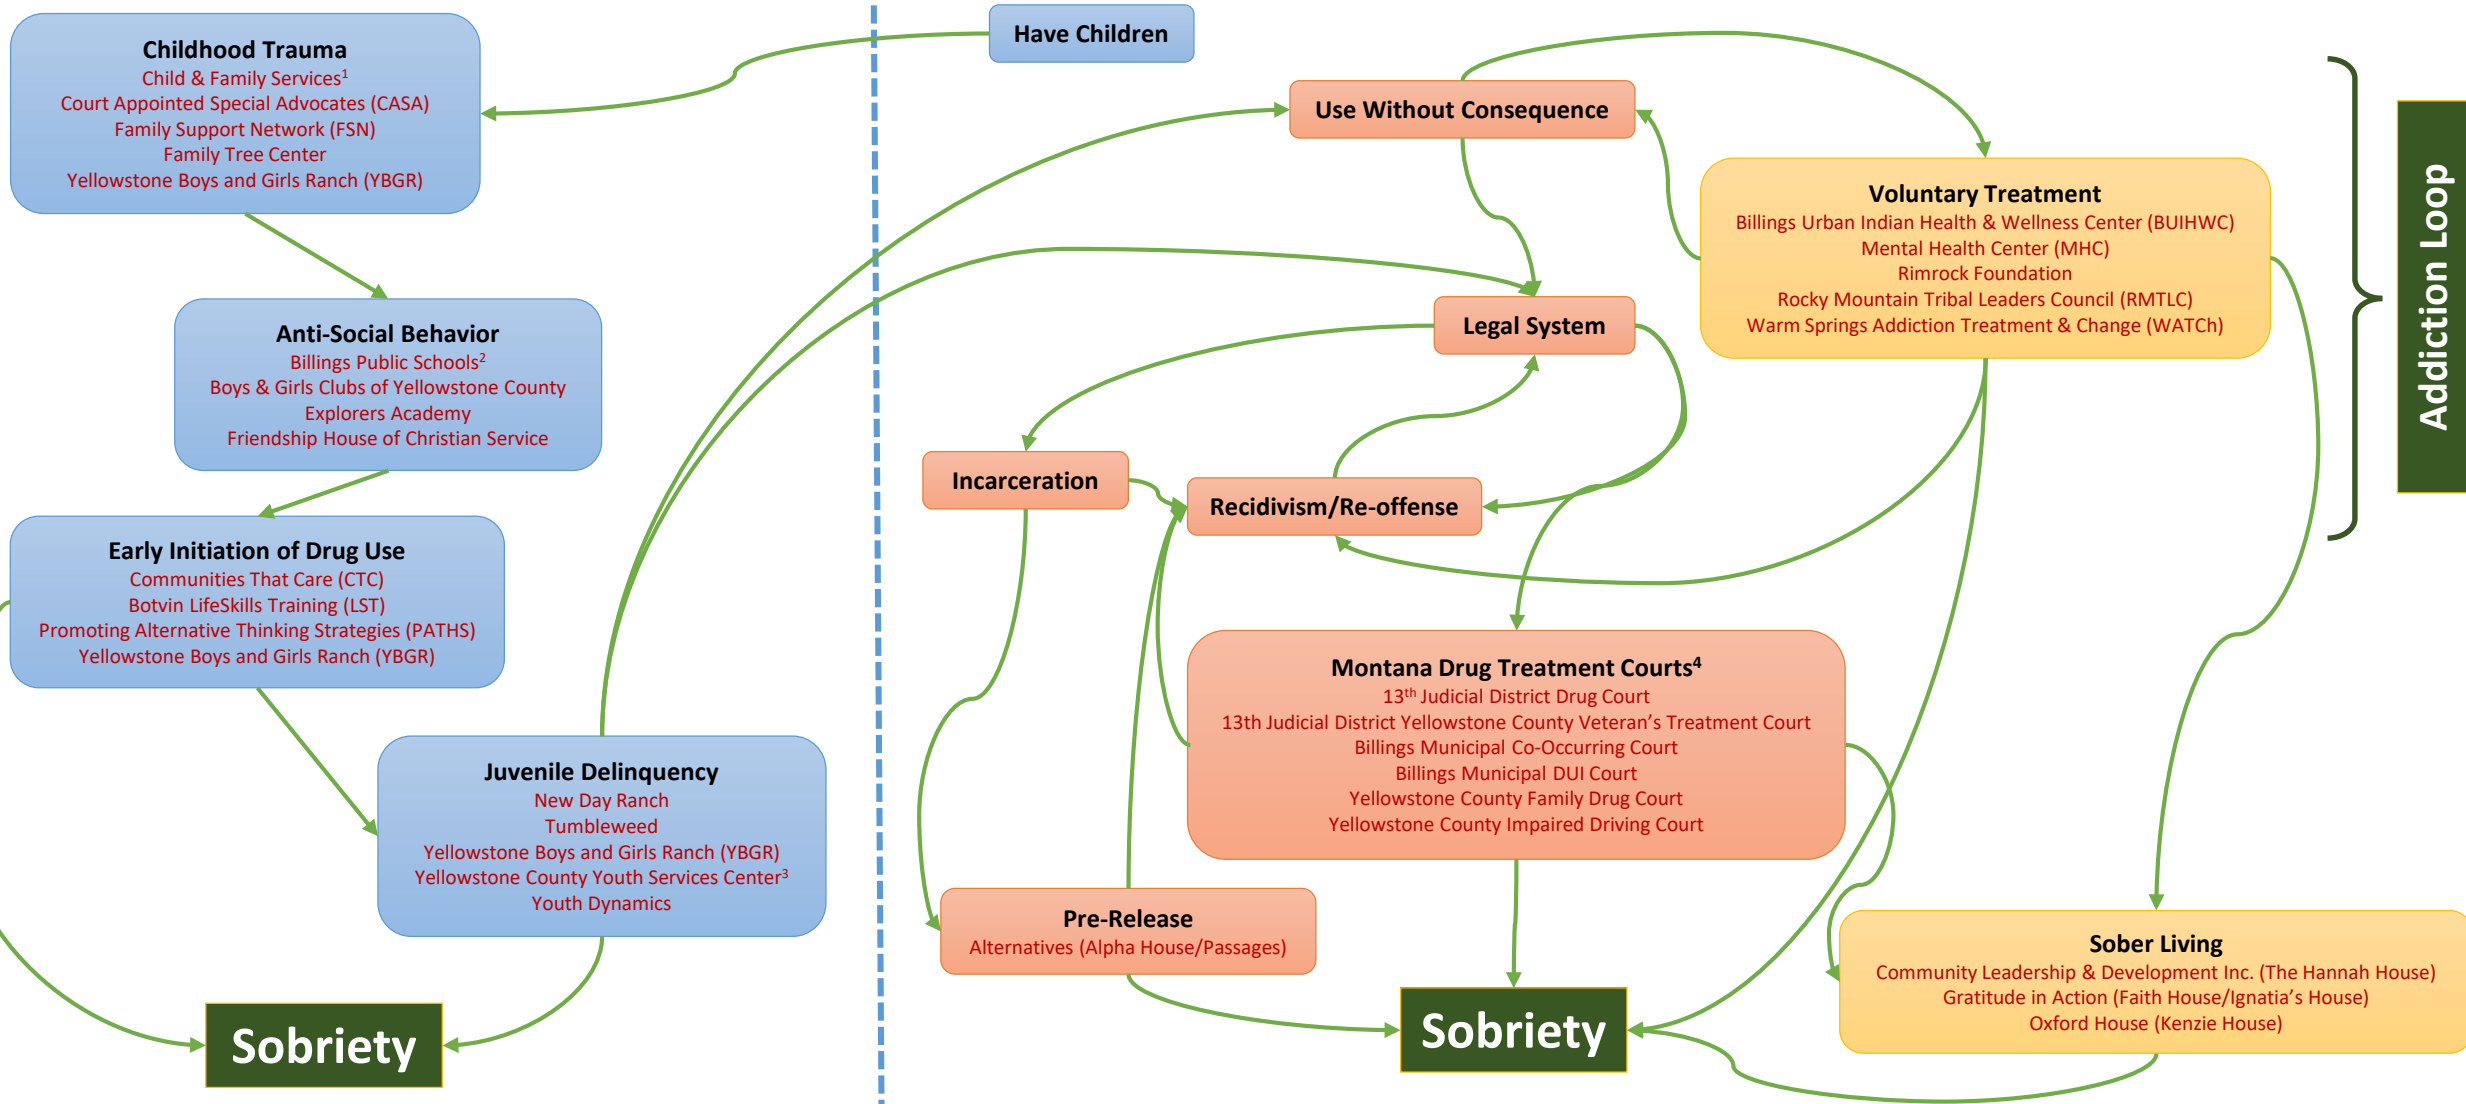 Childhood Trauma
Child & Family Services¹
Court Appointed Special Advocates (CASA)
Family Support Network (FSN)
Family Tree Center
Yellowstone Boys and Girls Ranch (YBGR)
Anti-Social Behavior
Billings Public Schools²
Boys & Girls Clubs of Yellowstone County
Explorers Academy
Friendship House of Christian Service
Early Initiation of Drug Use
Communities That Care (CTC)
Botvin LifeSkills Training (LST)
Promoting Alternative Thinking Strategies (PATHS)
Yellowstone Boys and Girls Ranch (YBGR)
Juvenile Delinquency
New Day Ranch
Tumbleweed
Yellowstone Boys and Girls Ranch (YBGR)
Yellowstone County Youth Services Center³
Youth Dynamics
Sobriety
Have Children
Use Without Consequence
Legal System
Incarceration
Recidivism/Re-offense
Montana Drug Treatment Courts⁴
13ᵗʰ Judicial District Drug Court
13th Judicial District Yellowstone County Veteran’s Treatment Court
Billings Municipal Co-Occurring Court
Billings Municipal DUI Court
Yellowstone County Family Drug Court
Yellowstone County Impaired Driving Court
Pre-Release
Alternatives (Alpha House/Passages)
Sobriety
Voluntary Treatment
Billings Urban Indian Health & Wellness Center (BUIHWC)
Mental Health Center (MHC)
Rimrock Foundation
Rocky Mountain Tribal Leaders Council (RMTLC)
Warm Springs Addiction Treatment & Change (WATCh)
Sober Living
Community Leadership & Development Inc. (The Hannah House)
Gratitude in Action (Faith House/Ignatia’s House)
Oxford House (Kenzie House)
Addiction Loop